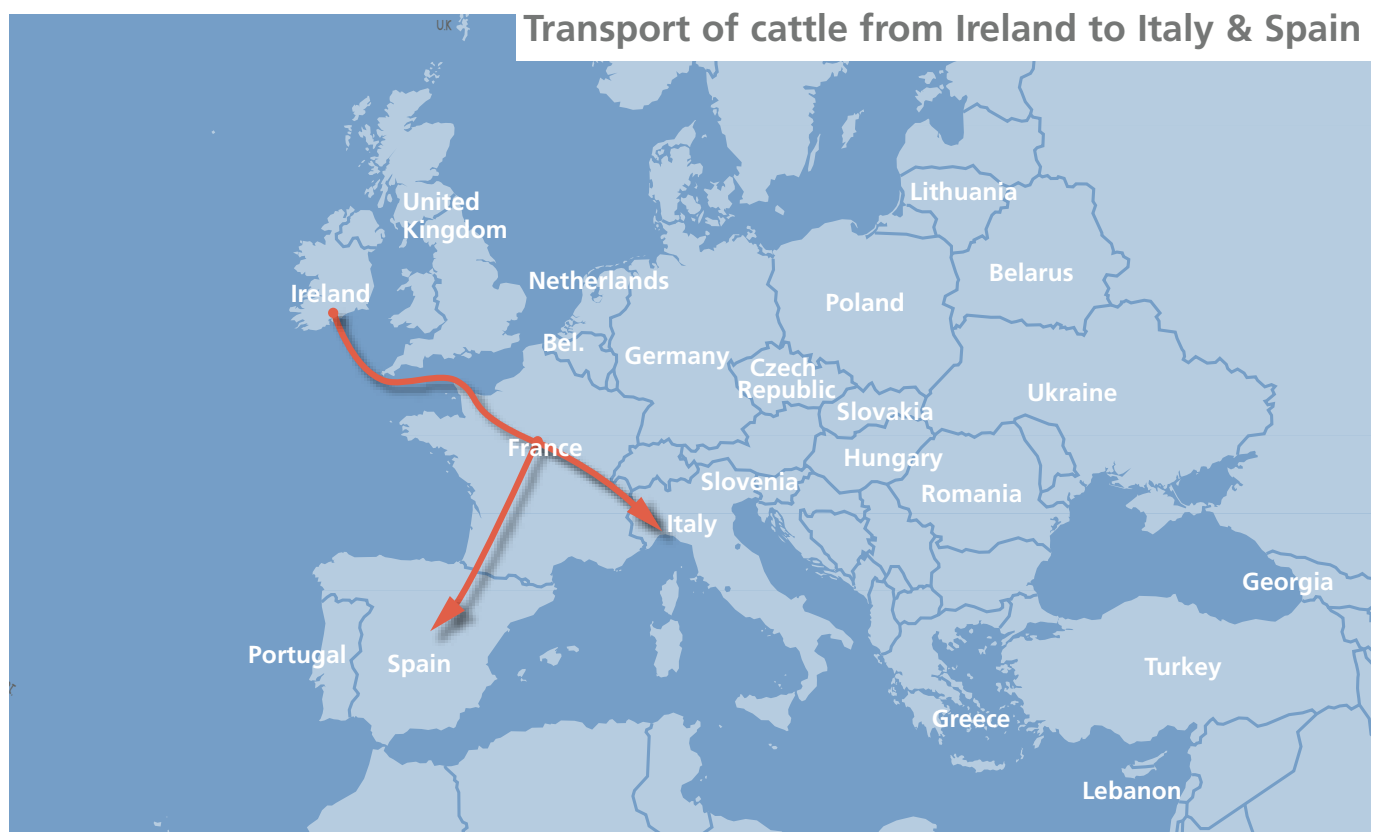 UK
Transport of cattle from Ireland to Italy & Spain
United
Kingdom
Lithuania
Belarus
Netherlands
Ireland
Poland
Bel.
Germany
Czech
Republic
Ukraine
Slovakia
France
Hungary
Slovenia
Romania
Italy
Georgia
Portugal
Spain
Turkey
Greece
Lebanon